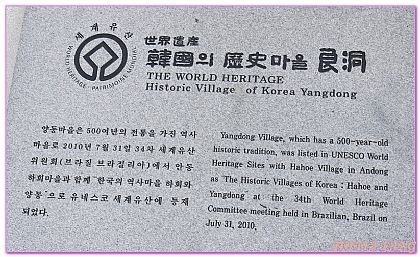 세계유산
WORLD HERITAGE • PATRIMOINE MONDIAL
世界遺産
韓國의 歷史마을 良洞
THE WORLD HERITAGE
Historic Village of Korea Yangdong
양동마을은 500여년의 전통을 가진 역사
마을로 2010년 7월 31일 34차 세계유산
위원회(브라질 브라질리아)에서 안동
하회마을과 함께 "한국의 역사마을 하회와
양동"으로 유네스코 세계유산에 등재
되었다.
Yangdong Village, which has a 500-year-old
historic tradition, was listed in UNESCO World
Heritage Sites with Hahoe Village in Andong
as 'The Historic Villages of Korea : Hahoe and
Yangdong at the 34th World Heritage
Committee meeting held in Brazilian, Brazil on
July 31, 2010.